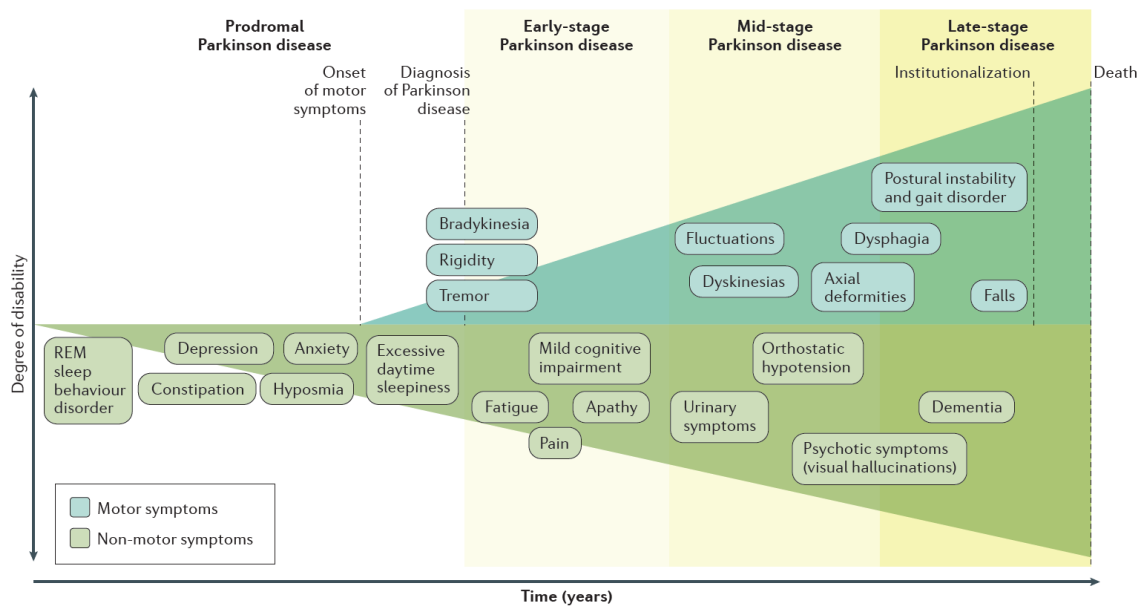 Prodromal
Parkinson disease
Early-stage
Parkinson disease
Mid-stage
Parkinson disease
Late-stage
Parkinson disease
Onset
of motor
symptoms
Diagnosis
of Parkinson
disease
Institutionalization
Death
Degree of disability
Postural instability
and gait disorder
Bradykinesia
Rigidity
Tremor
Fluctuations
Dysphagia
Dyskinesias
Axial
deformities
Falls
REM
sleep
behaviour
disorder
Depression
Anxiety
Constipation
Hyposmia
Excessive
daytime
sleepiness
Mild cognitive
impairment
Fatigue
Apathy
Pain
Orthostatic
hypotension
Urinary
symptoms
Dementia
Psychotic symptoms
(visual hallucinations)
Motor symptoms
Non-motor symptoms
Time (years)